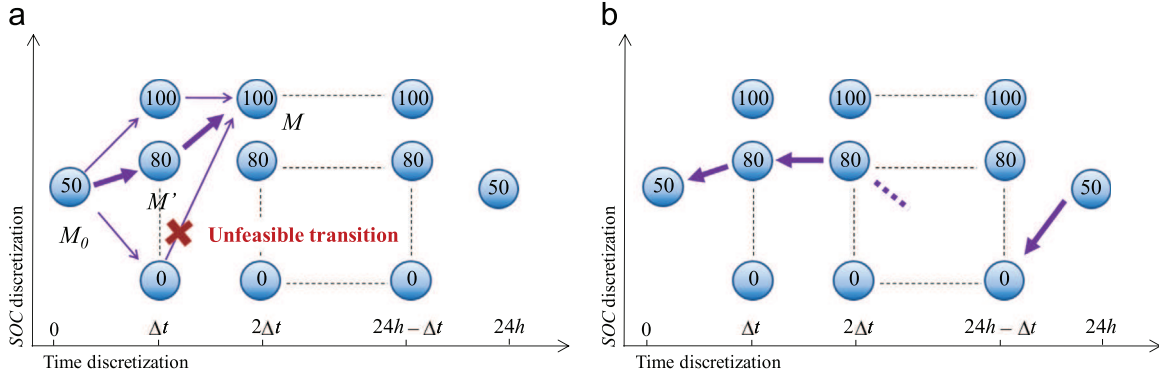 a
100 100 100
M
80 80 80
50 50
M'
M₀
Unfeasible transition
0 0 0
SOC discretization
0 Δt 2Δt 24h – Δt 24h
Time discretization
b
100 100 100
80 80 80
50 50
0 0 0
SOC discretization
0 Δt 2Δt 24h – Δt 24h
Time discretization